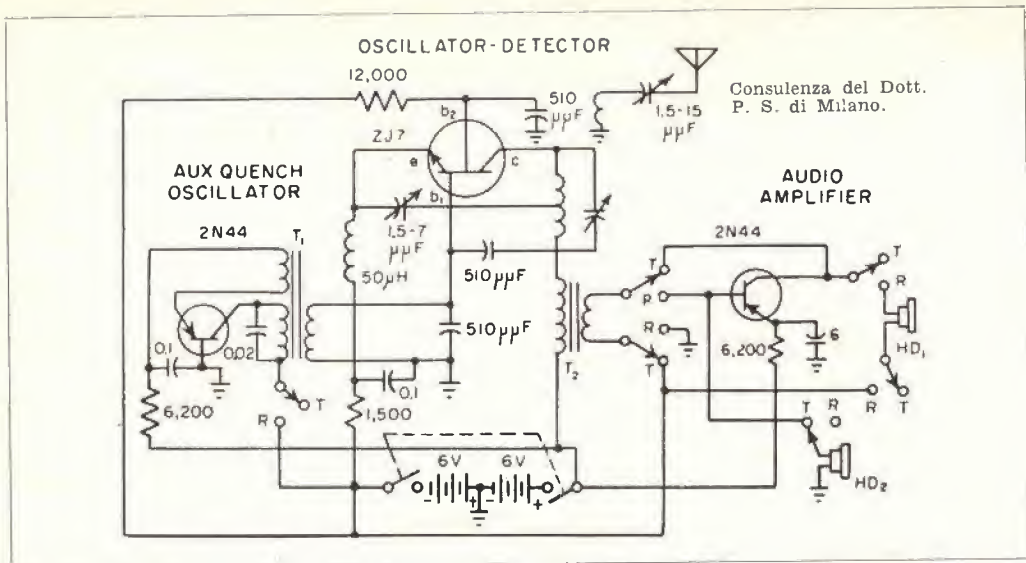 OSCILLATOR-DETECTOR
12,000
b₂
510
μμF
1.5-15
μμF
Consulenza del Dott.
P. S. di Milano.
2J7
e
c
b₁
AUX QUENCH
OSCILLATOR
AUDIO
AMPLIFIER
2N44
T₁
1.5-7
μμF
50μH
510μμF
2N44
T
R
T
R
HD₁
0.1
0.02
510μμF
R
T
T₂
6,200
6
6,200
T
R
0.1
1,500
R
T
T
R
HD₂
6V
6V
-
+
-
+